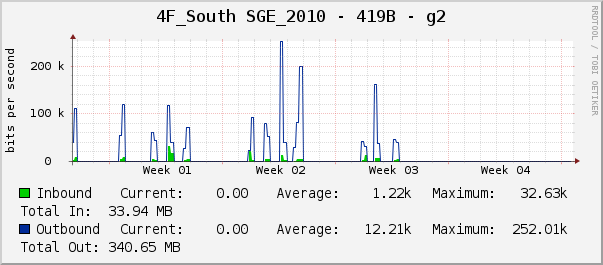 4F_South SGE_2010 - 419B - g2
RRDTOOL / TOBI OETIKER
bits per second
200 k
100 k
0
Week 01 Week 02 Week 03 Week 04
Inbound Current: 0.00 Average: 1.22k Maximum: 32.63k
Total In: 33.94 MB
Outbound Current: 0.00 Average: 12.21k Maximum: 252.01k
Total Out: 340.65 MB